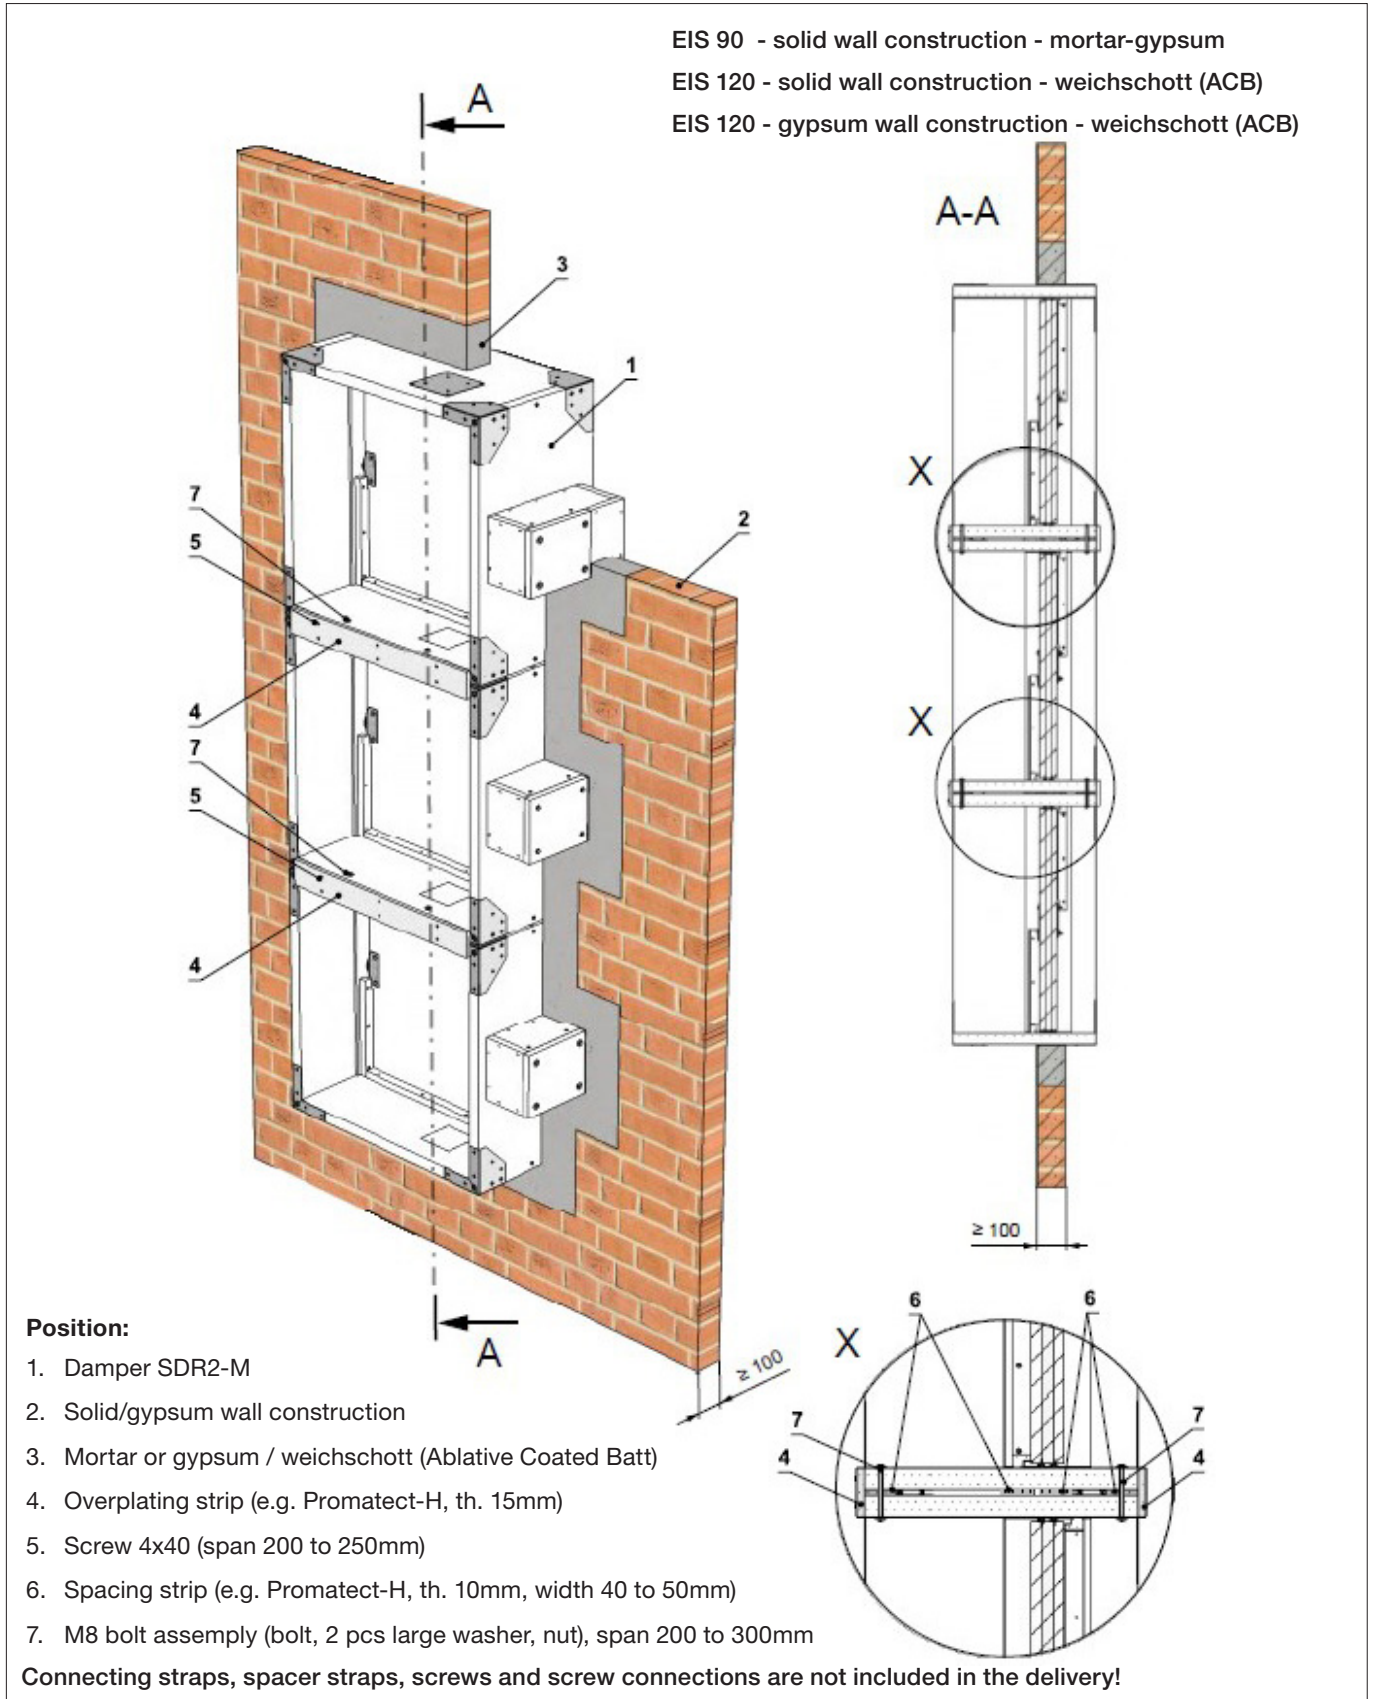 EIS 90 - solid wall construction - mortar-gypsum
EIS 120 - solid wall construction - weichschott (ACB)
EIS 120 - gypsum wall construction - weichschott (ACB)
A
A-A
3
1
X
7
2
5
4
X
7
5
4
≥ 100
6
6
A
≥ 100
X
7
7
4
4
Position:
1. Damper SDR2-M
2. Solid/gypsum wall construction
3. Mortar or gypsum / weichschott (Ablative Coated Batt)
4. Overplating strip (e.g. Promatect-H, th. 15mm)
5. Screw 4x40 (span 200 to 250mm)
6. Spacing strip (e.g. Promatect-H, th. 10mm, width 40 to 50mm)
7. M8 bolt assemply (bolt, 2 pcs large washer, nut), span 200 to 300mm
Connecting straps, spacer straps, screws and screw connections are not included in the delivery!